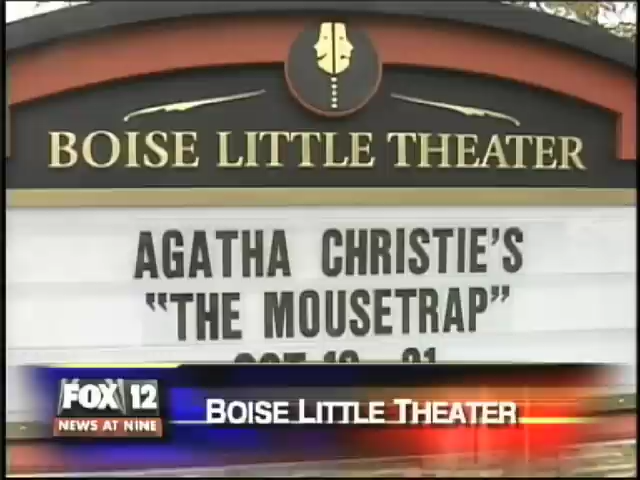 BOISE LITTLE THEATER
AGATHA CHRISTIE'S
"THE MOUSETRAP"
FOX 12
NEWS AT NINE
BOISE LITTLE THEATER